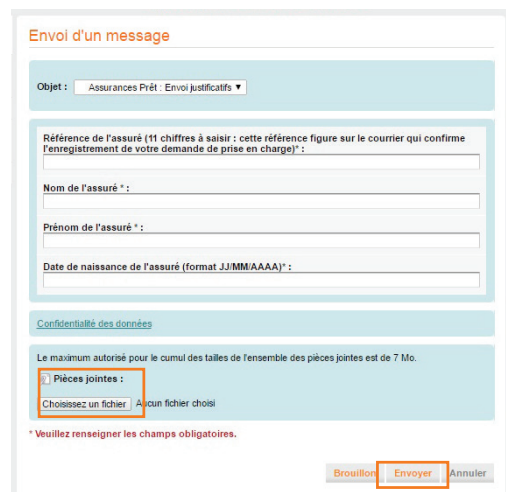 Envoi d'un message
Objet : Assurances Prêt : Envoi justificatifs ▼
Référence de l'assuré (11 chiffres à saisir : cette référence figure sur le courrier qui confirme
l'enregistrement de votre demande de prise en charge)* :
Nom de l'assuré * :
Prénom de l'assuré * :
Date de naissance de l'assuré (format JJ/MM/AAAA)* :
Confidentialité des données
Le maximum autorisé pour le cumul des tailles de l'ensemble des pièces jointes est de 7 Mo.
Pièces jointes :
Choisissez un fichier Aucun fichier choisi
* Veuillez renseigner les champs obligatoires.
Brouillon Envoyer Annuler